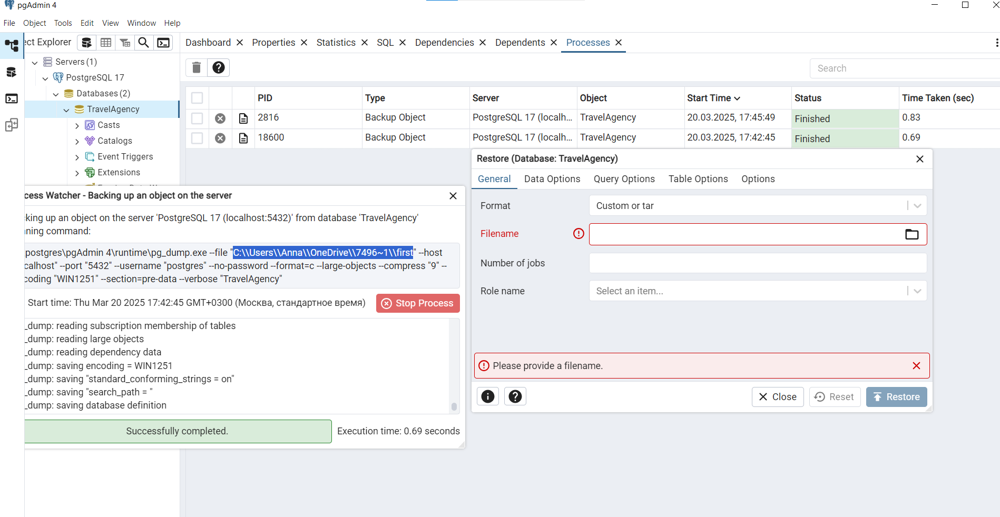 pgAdmin 4
File Object Tools Edit View Window Help
ct Explorer
Dashboard Properties Statistics SQL Dependencies Dependents Processes
Servers (1)
PostgreSQL 17
Databases (2)
TravelAgency
Casts
Catalogs
Event Triggers
Extensions
Search
PID Type Server Object Start Time Status Time Taken (sec)
2816 Backup Object PostgreSQL 17 (localh... TravelAgency 20.03.2025, 17:45:49 Finished 0.83
18600 Backup Object PostgreSQL 17 (localh... TravelAgency 20.03.2025, 17:42:45 Finished 0.69
cess Watcher - Backing up an object on the server
king up an object on the server 'PostgreSQL 17 (localhost:5432)' from database 'TravelAgency'
ning command:
postgres\pgAdmin 4\runtime\pg_dump.exe --file "C:\\Users\\Anna\\OneDrive\\7496~1\\first" --host
calhost" --port "5432" --username "postgres" --no-password --format=c --large-objects --compress "9" --
coding "WIN1251" --section=pre-data --verbose "TravelAgency"
Start time: Thu Mar 20 2025 17:42:45 GMT+0300 (Москва, стандартное время)
Stop Process
_dump: reading subscription membership of tables
_dump: reading large objects
_dump: reading dependency data
_dump: saving encoding = WIN1251
_dump: saving "standard_conforming_strings = on"
_dump: saving "search_path = "
_dump: saving database definition
Successfully completed.
Execution time: 0.69 seconds
Restore (Database: TravelAgency)
General Data Options Query Options Table Options Options
Format Custom or tar
Filename
Number of jobs
Role name Select an item...
Please provide a filename.
Close Reset Restore